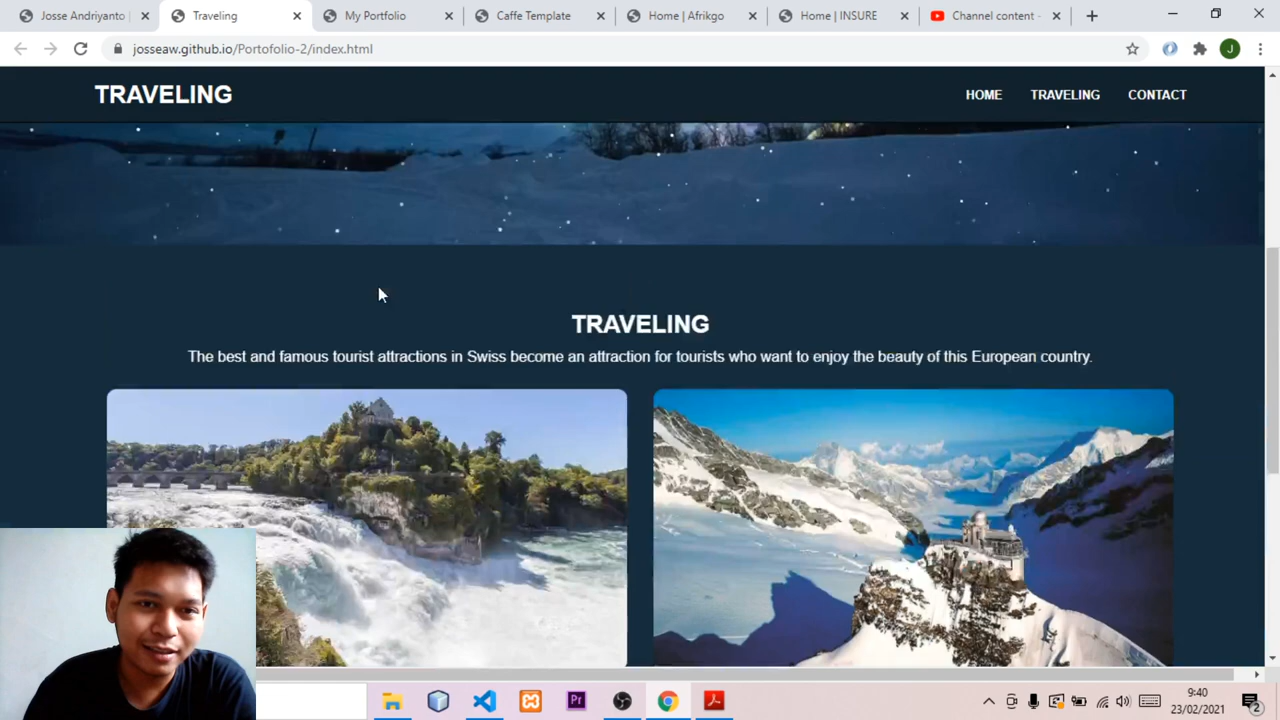 Josse Andriyanto |
Traveling
My Portfolio
Caffe Template
Home | Afrikgo
Home | INSURE
Channel content -
josseaw.github.io/Portofolio-2/index.html
J
TRAVELING
HOME
TRAVELING
CONTACT
TRAVELING
The best and famous tourist attractions in Swiss become an attraction for tourists who want to enjoy the beauty of this European country.
Pr
9:40
23/02/2021
2